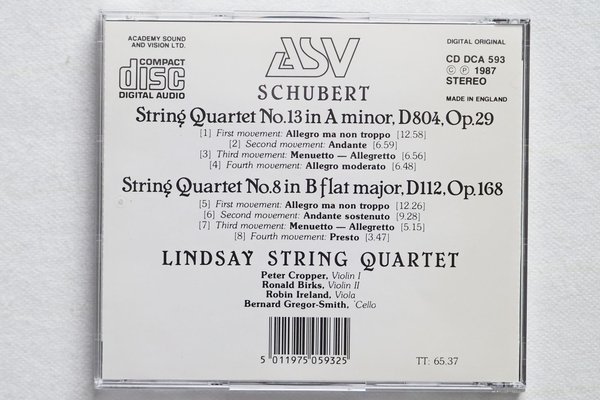 ACADEMY SOUND
AND VISION LTD.
COMPACT
disc
DIGITAL AUDIO
ASV
DIGITAL ORIGINAL
CD DCA 593
© ℗ 1987
STEREO
MADE IN ENGLAND
SCHUBERT
String Quartet No.13 in A minor, D804, Op.29
[1] First movement: Allegro ma non troppo [12.58]
[2] Second movement: Andante [6.59]
[3] Third movement: Menuetto — Allegretto [6.56]
[4] Fourth movement: Allegro moderato [6.48]
String Quartet No.8 in B flat major, D112, Op.168
[5] First movement: Allegro ma non troppo [12.26]
[6] Second movement: Andante sostenuto [9.28]
[7] Third movement: Menuetto — Allegretto [5.15]
[8] Fourth movement: Presto [3.47]
LINDSAY STRING QUARTET
Peter Cropper, Violin I
Ronald Birks, Violin II
Robin Ireland, Viola
Bernard Gregor-Smith, 'Cello
5 011975 059325
TT: 65.37